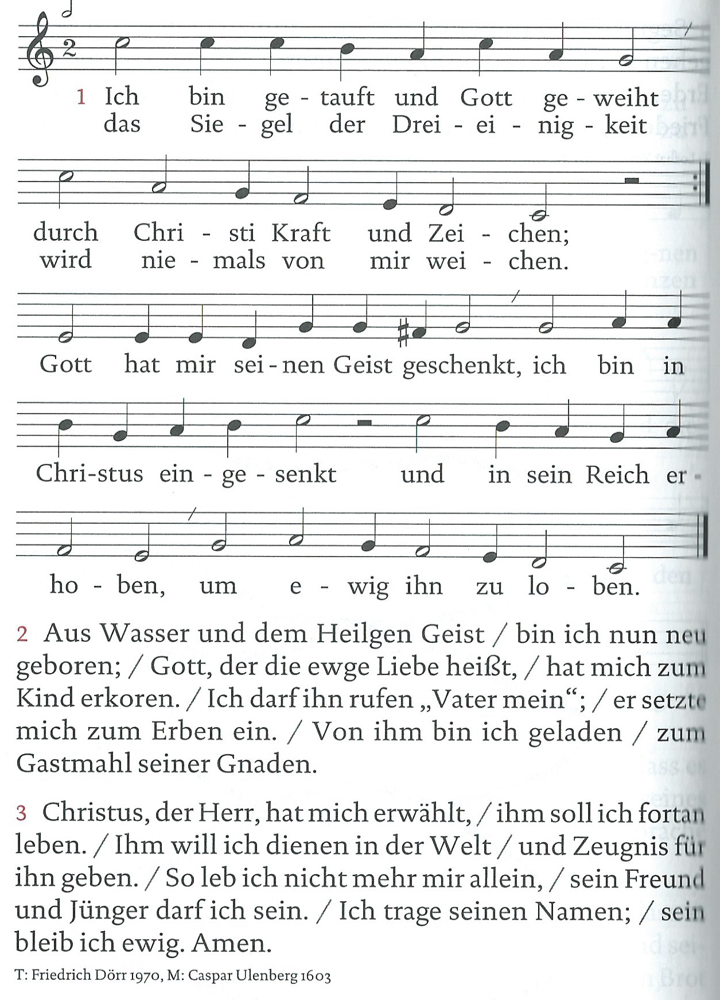 2
1 Ich bin ge - tauft und Gott ge - weiht
das Sie - gel der Drei - ei - nig - keit
durch Chri - sti Kraft und Zei - chen;
wird nie - mals von mir wei - chen.
Gott hat mir sei - nen Geist geschenkt, ich bin in
Chri-stus ein - ge - senkt und in sein Reich er -
ho - ben, um e - wig ihn zu lo - ben.
2 Aus Wasser und dem Heilgen Geist / bin ich nun neu
geboren; / Gott, der die ewge Liebe heißt, / hat mich zum
Kind erkoren. / Ich darf ihn rufen „Vater mein“; / er setzte
mich zum Erben ein. / Von ihm bin ich geladen / zum
Gastmahl seiner Gnaden.
3 Christus, der Herr, hat mich erwählt, / ihm soll ich fortan
leben. / Ihm will ich dienen in der Welt / und Zeugnis für
ihn geben. / So leb ich nicht mehr mir allein, / sein Freund
und Jünger darf ich sein. / Ich trage seinen Namen; / sein
bleib ich ewig. Amen.
T: Friedrich Dörr 1970, M: Caspar Ulenberg 1603